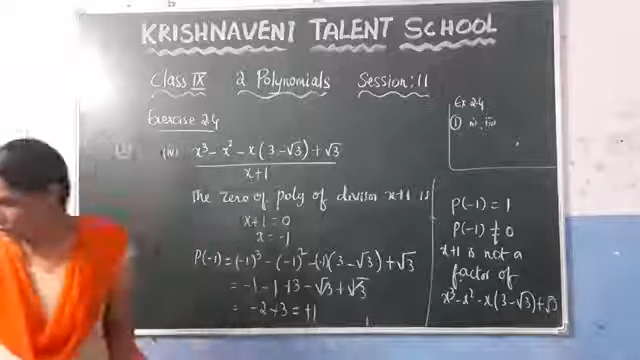 KRISHNAVENI TALENT SCHOOL
Class IX 2 Polynomials Session: 11
Exercise 2.4
(iv) x³ - x² - x(3 - √3) + √3
x+1
The zero of poly of divisor x+1 is
x+1 = 0
x = -1
P(-1) = (-1)³ - (-1)² - (-1)(3 - √3) + √3
= -1 - 1 + 3 - √3 + √3
= -2 + 3 = +1
Ex 2.4
① iii
P(-1) = 1
P(-1) ≠ 0
x+1 is not a
factor of
x³ - x² - x(3 - √3) + √3